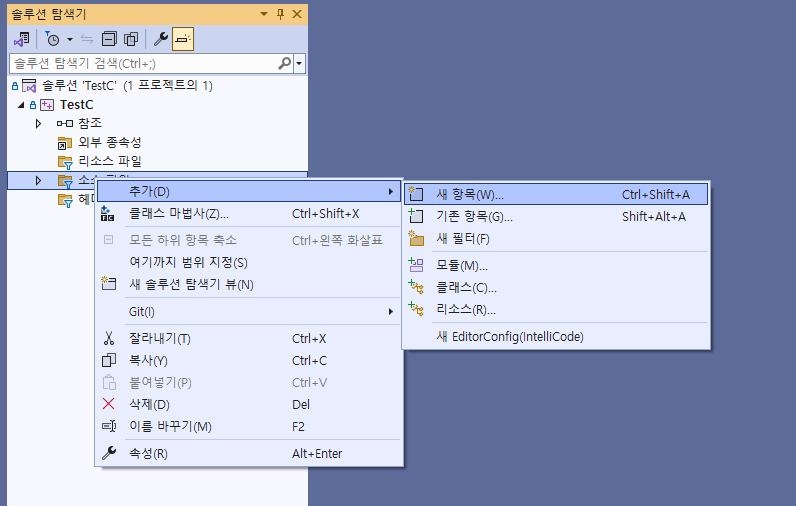 솔루션 탐색기
솔루션 탐색기 검색(Ctrl+;)
솔루션 'TestC' (1 프로젝트의 1)
TestC
참조
외부 종속성
리소스 파일
소스 파일
추가(D)
클래스 마법사(Z)... Ctrl+Shift+X
모든 하위 항목 축소 Ctrl+왼쪽 화살표
여기까지 범위 지정(S)
새 솔루션 탐색기 뷰(N)
Git(I)
잘라내기(T) Ctrl+X
복사(Y) Ctrl+C
붙여넣기(P) Ctrl+V
삭제(D) Del
이름 바꾸기(M) F2
속성(R) Alt+Enter
새 항목(W)... Ctrl+Shift+A
기존 항목(G)... Shift+Alt+A
새 필터(F)
모듈(M)...
클래스(C)...
리소스(R)...
새 EditorConfig(IntelliCode)